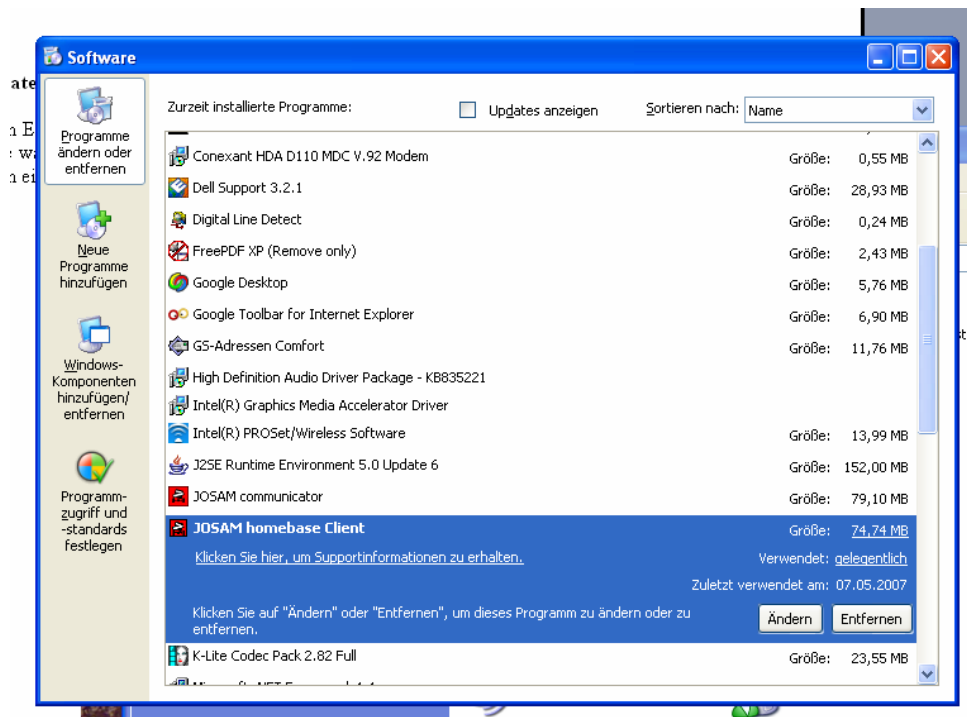 Software
Programme
ändern oder
entfernen
Neue
Programme
hinzufügen
Windows-
Komponenten
hinzufügen/
entfernen
Programm-
zugriff und
-standards
festlegen
Zurzeit installierte Programme:
Updates anzeigen
Sortieren nach: Name
Conexant HDA D110 MDC V.92 Modem Größe: 0,55 MB
Dell Support 3.2.1 Größe: 28,93 MB
Digital Line Detect Größe: 0,24 MB
FreePDF XP (Remove only) Größe: 2,43 MB
Google Desktop Größe: 5,76 MB
Google Toolbar for Internet Explorer Größe: 6,90 MB
GS-Adressen Comfort Größe: 11,76 MB
High Definition Audio Driver Package - KB835221
Intel(R) Graphics Media Accelerator Driver
Intel(R) PROSet/Wireless Software Größe: 13,99 MB
J2SE Runtime Environment 5.0 Update 6 Größe: 152,00 MB
JOSAM communicator Größe: 79,10 MB
JOSAM homebase Client Größe: 74,74 MB
Klicken Sie hier, um Supportinformationen zu erhalten. Verwendet: gelegentlich
Zuletzt verwendet am: 07.05.2007
Klicken Sie auf "Ändern" oder "Entfernen", um dieses Programm zu ändern oder zu
entfernen.
Ändern Entfernen
K-Lite Codec Pack 2.82 Full Größe: 23,55 MB